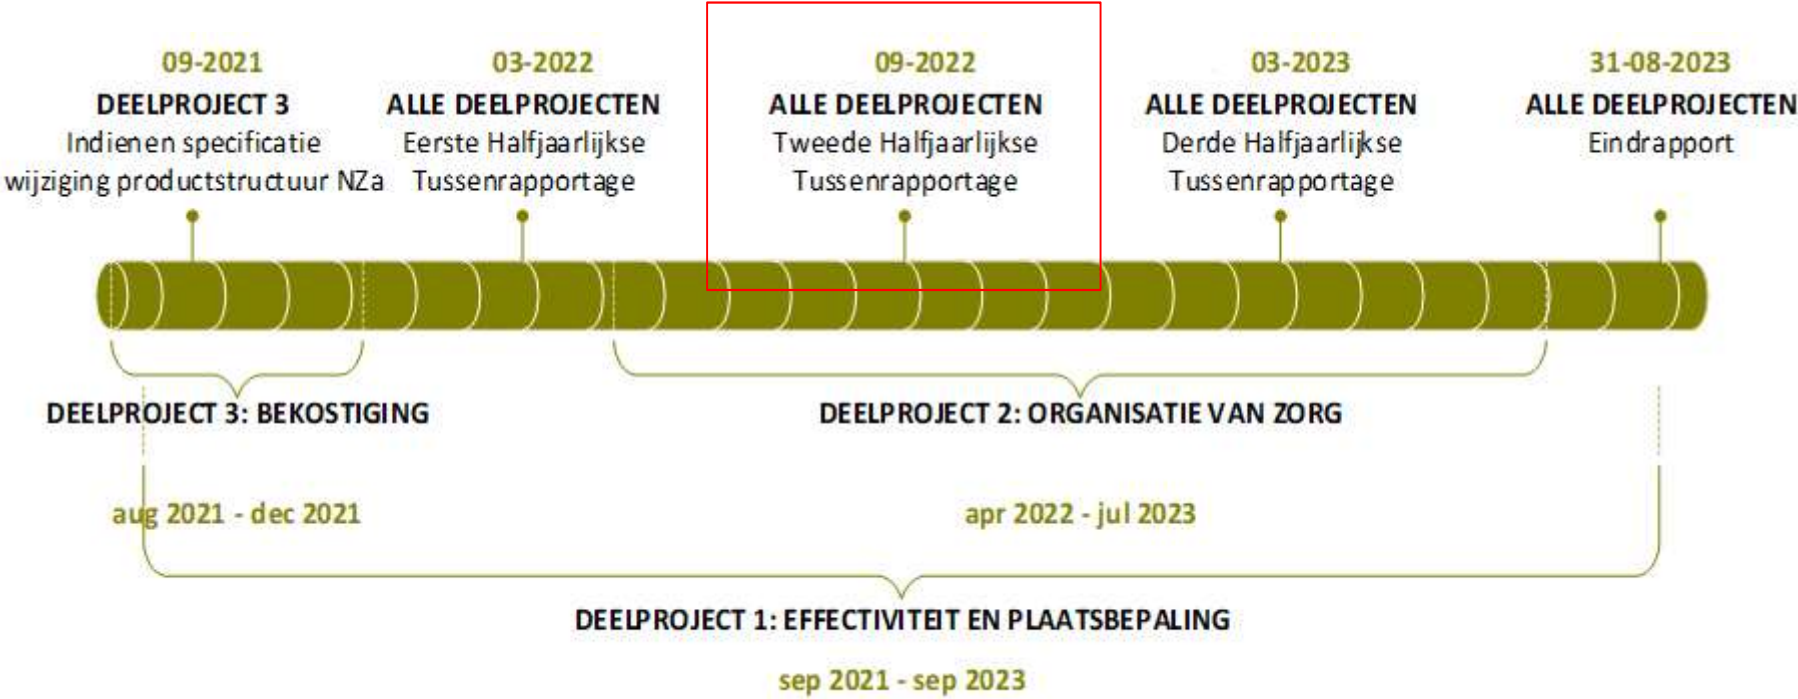 09-2021
DEELPROJECT 3
Indienen specificatie
wijziging productstructuur NZa
03-2022
ALLE DEELPROJECTEN
Eerste Halfjaarlijkse
Tussenrapportage
09-2022
ALLE DEELPROJECTEN
Tweede Halfjaarlijkse
Tussenrapportage
03-2023
ALLE DEELPROJECTEN
Derde Halfjaarlijkse
Tussenrapportage
31-08-2023
ALLE DEELPROJECTEN
Eindrapport
DEELPROJECT 3: BEKOSTIGING
DEELPROJECT 2: ORGANISATIE VAN ZORG
aug 2021 - dec 2021
apr 2022 - jul 2023
DEELPROJECT 1: EFFECTIVITEIT EN PLAATSBEPALING
sep 2021 - sep 2023